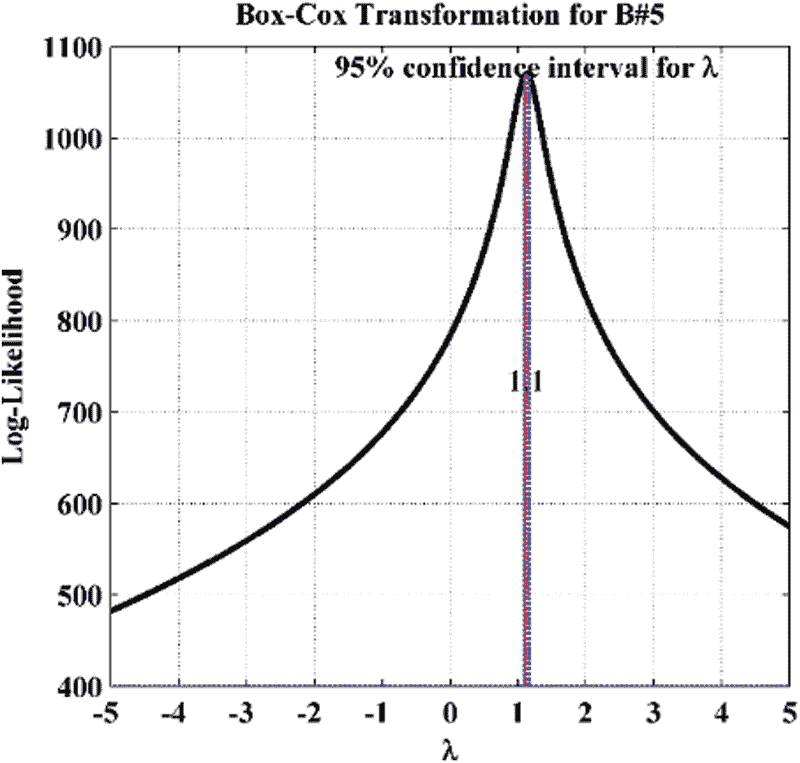 Box-Cox Transformation for B#5
95% confidence interval for λ
1100
1000
900
800
700
600
500
400
Log-Likelihood
1.1
-5 -4 -3 -2 -1 0 1 2 3 4 5
λ